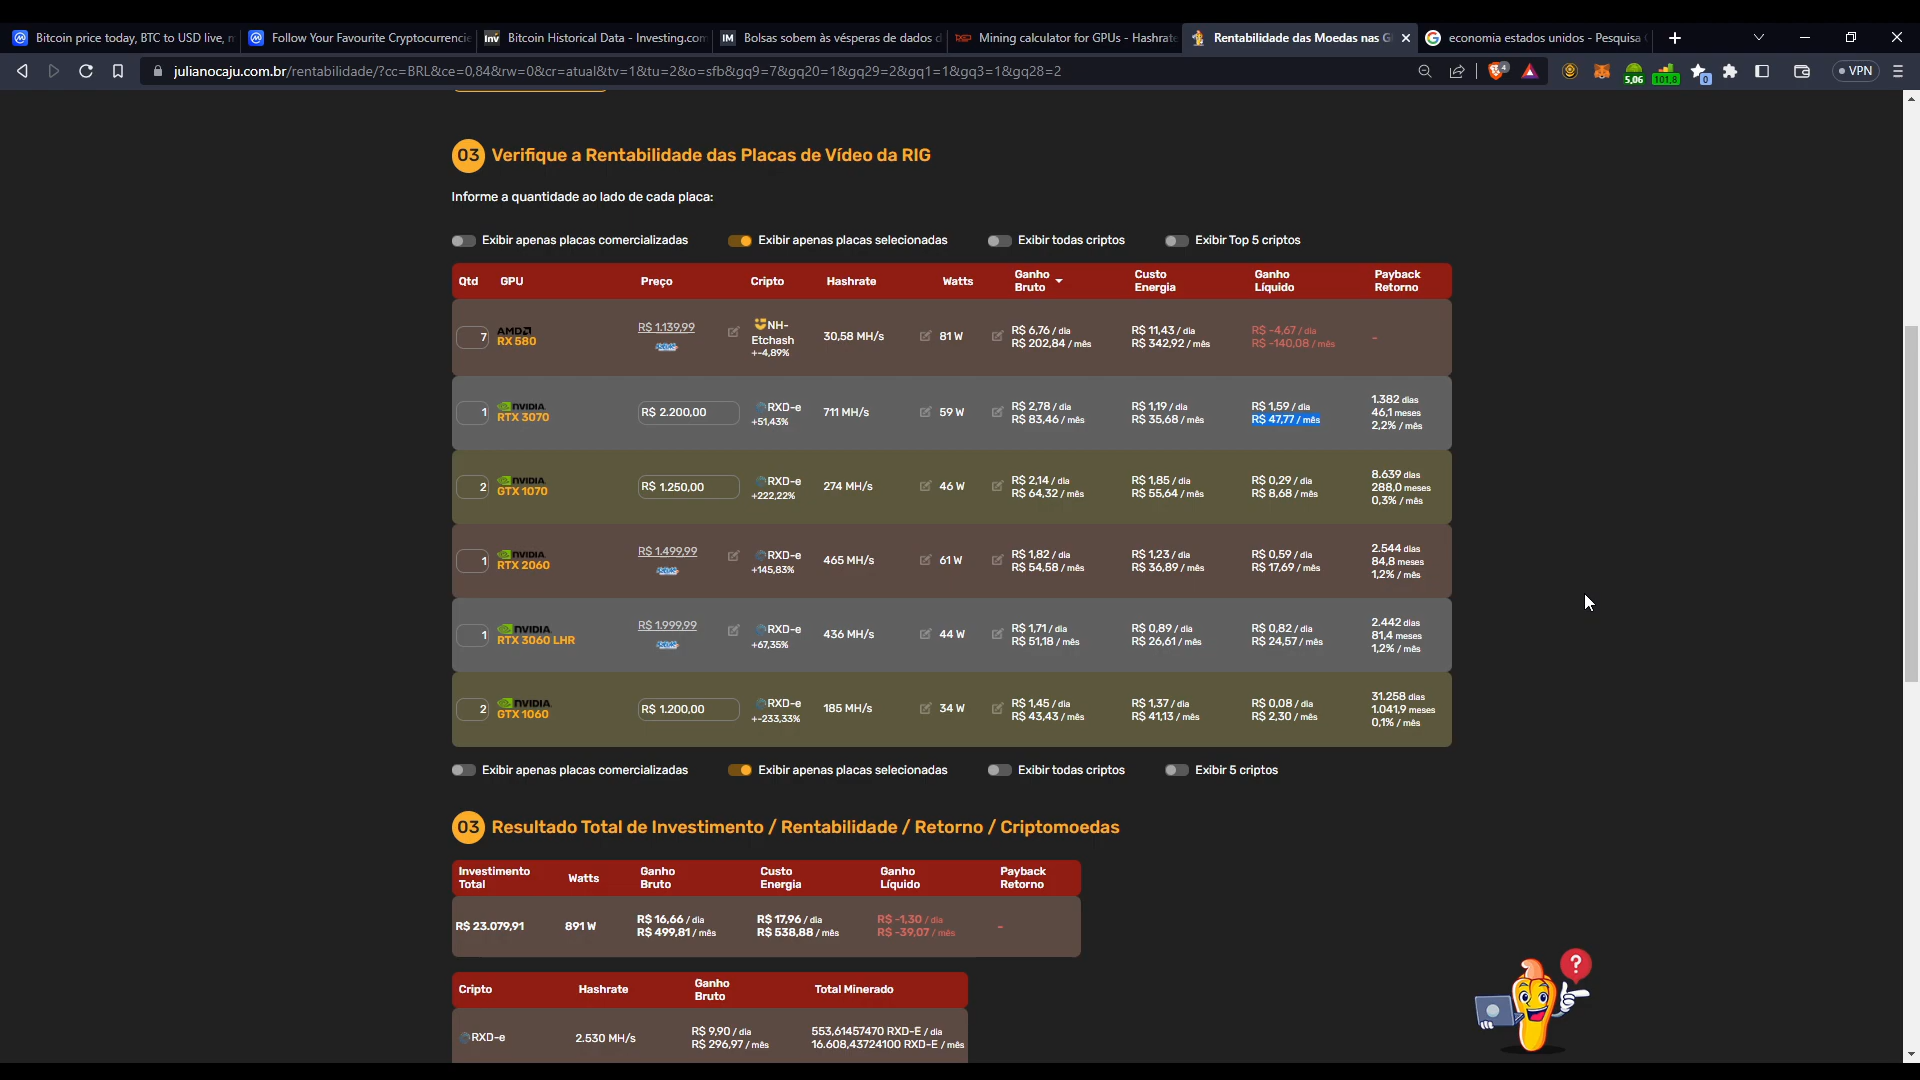 Bitcoin price today, BTC to USD live, m
Follow Your Favourite Cryptocurrencie
Inv
Bitcoin Historical Data - Investing.com
IM
Bolsas sobem às vésperas de dados d
Mining calculator for GPUs - Hashrate
Rentabilidade das Moedas nas G
economia estados unidos - Pesquisa
julianocaju.com.br/rentabilidade/?cc=BRL&ce=0,84&rw=0&cr=atual&tv=1&tu=2&o=sfb&gq9=7&gq20=1&gq29=2&gq1=1&gq3=1&gq28=2
4
5,06
101,8
0
VPN
03 Verifique a Rentabilidade das Placas de Vídeo da RIG
Informe a quantidade ao lado de cada placa:
Exibir apenas placas comercializadas Exibir apenas placas selecionadas Exibir todas criptos Exibir Top 5 criptos
Qtd GPU Preço Cripto Hashrate Watts Ganho Bruto Custo Energia Ganho Líquido Payback Retorno
7 AMD RX 580 R$ 1.139,99 NH-Etchash +-4,89% 30,58 MH/s 81 W R$ 6,76 / dia R$ 202,84 / mês R$ 11,43 / dia R$ 342,92 / mês R$ -4,67 / dia R$ -140,08 / mês -
1 NVIDIA RTX 3070 R$ 2.200,00 RXD-e +51,43% 711 MH/s 59 W R$ 2,78 / dia R$ 83,46 / mês R$ 1,19 / dia R$ 35,68 / mês R$ 1,59 / dia R$ 47,77 / mês 1.382 dias 46,1 meses 2,2% / mês
2 NVIDIA GTX 1070 R$ 1.250,00 RXD-e +222,22% 274 MH/s 46 W R$ 2,14 / dia R$ 64,32 / mês R$ 1,85 / dia R$ 55,64 / mês R$ 0,29 / dia R$ 8,68 / mês 8.639 dias 288,0 meses 0,3% / mês
1 NVIDIA RTX 2060 R$ 1.499,99 RXD-e +145,83% 465 MH/s 61 W R$ 1,82 / dia R$ 54,58 / mês R$ 1,23 / dia R$ 36,89 / mês R$ 0,59 / dia R$ 17,69 / mês 2.544 dias 84,8 meses 1,2% / mês
1 NVIDIA RTX 3060 LHR R$ 1.999,99 RXD-e +67,35% 436 MH/s 44 W R$ 1,71 / dia R$ 51,18 / mês R$ 0,89 / dia R$ 26,61 / mês R$ 0,82 / dia R$ 24,57 / mês 2.442 dias 81,4 meses 1,2% / mês
2 NVIDIA GTX 1060 R$ 1.200,00 RXD-e +-233,33% 185 MH/s 34 W R$ 1,45 / dia R$ 43,43 / mês R$ 1,37 / dia R$ 41,13 / mês R$ 0,08 / dia R$ 2,30 / mês 31.258 dias 1.041,9 meses 0,1% / mês
Exibir apenas placas comercializadas Exibir apenas placas selecionadas Exibir todas criptos Exibir 5 criptos
03 Resultado Total de Investimento / Rentabilidade / Retorno / Criptomoedas
Investimento Total Watts Ganho Bruto Custo Energia Ganho Líquido Payback Retorno
R$ 23.079,91 891 W R$ 16,66 / dia R$ 499,81 / mês R$ 17,96 / dia R$ 538,88 / mês R$ -1,30 / dia R$ -39,07 / mês -
Cripto Hashrate Ganho Bruto Total Minerado
RXD-e 2.530 MH/s R$ 9,90 / dia R$ 296,97 / mês 553,61457470 RXD-E / dia 16.608,43724100 RXD-E / mês
?